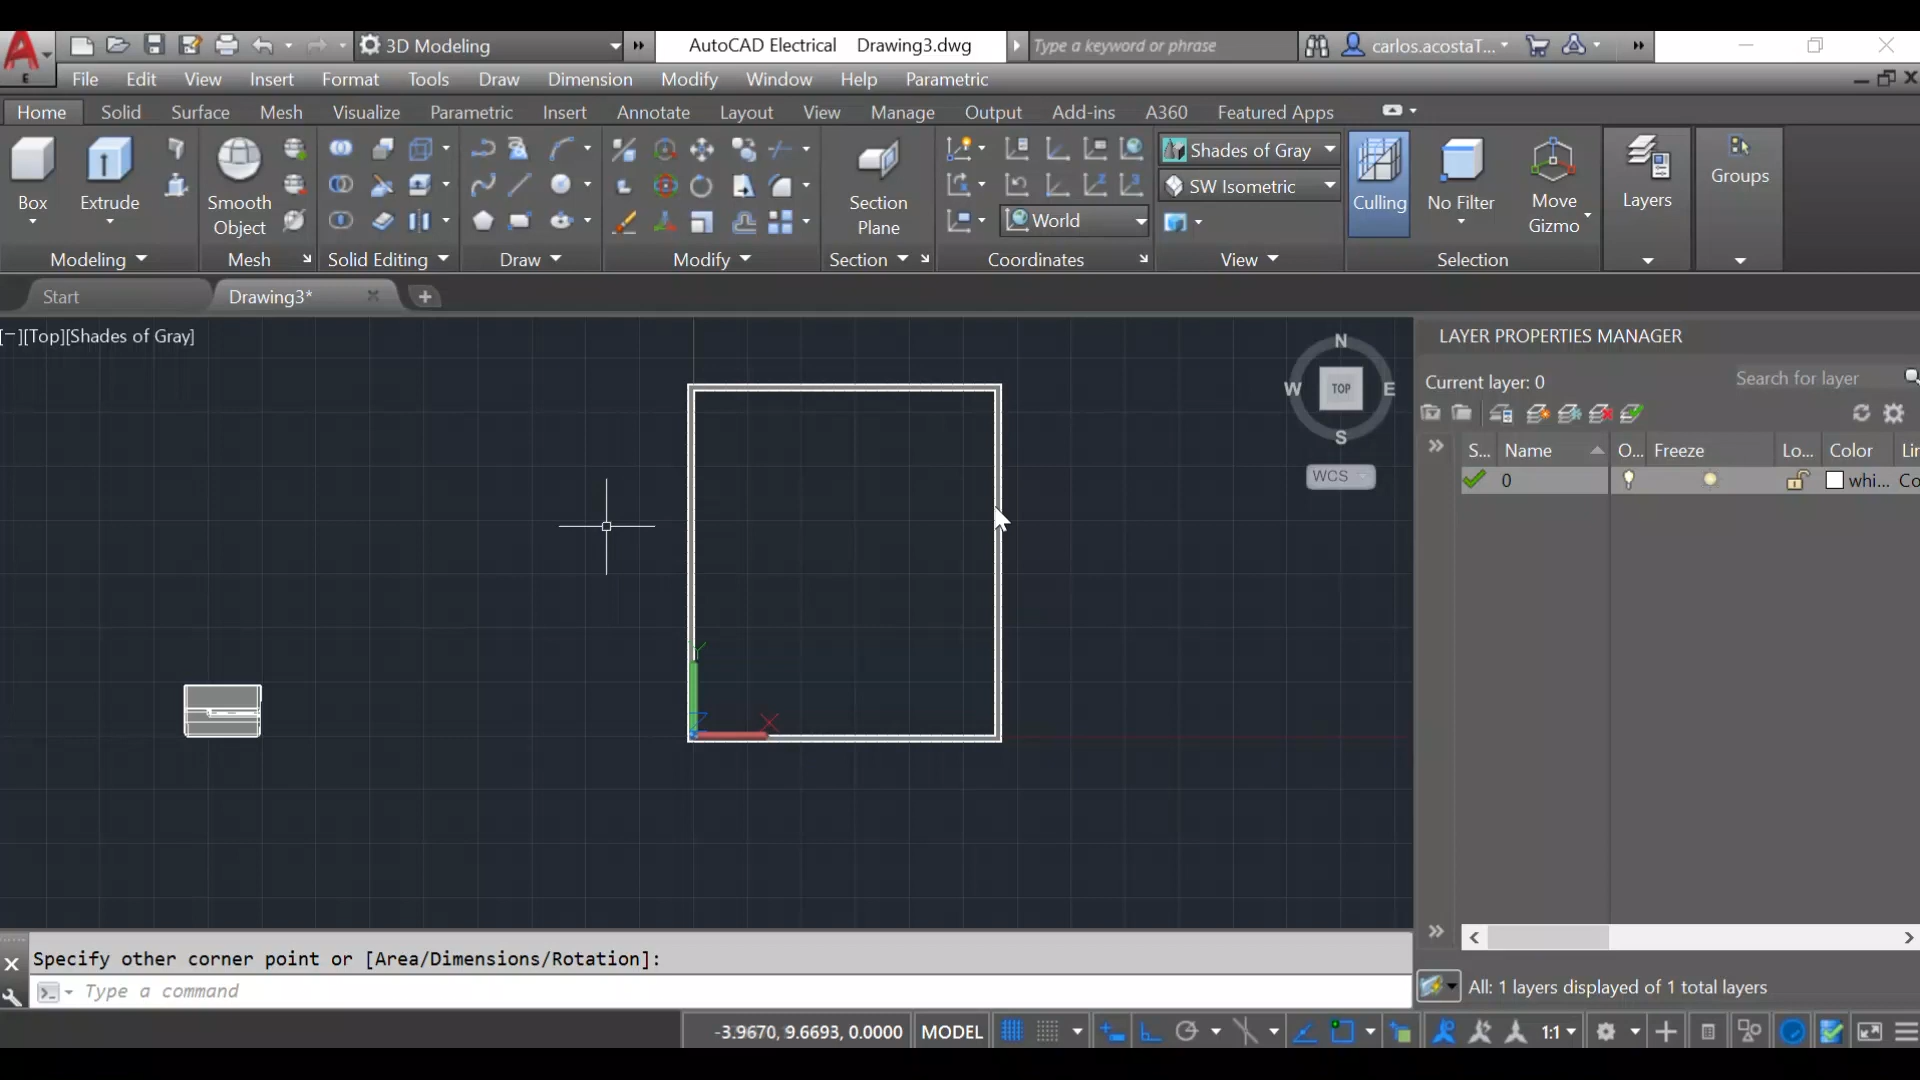 3D Modeling
AutoCAD Electrical Drawing3.dwg
Type a keyword or phrase
carlos.acostaT...
E
File Edit View Insert Format Tools Draw Dimension Modify Window Help Parametric
Home Solid Surface Mesh Visualize Parametric Insert Annotate Layout View Manage Output Add-ins A360 Featured Apps
Shades of Gray
SW Isometric
Box Extrude Smooth Object
Section Plane
World
Culling No Filter Move Gizmo
Layers
Groups
Modeling Mesh Solid Editing Draw Modify Section Coordinates View Selection
Start Drawing3*
[−][Top][Shades of Gray]
N
W TOP E
S
WCS
Y
Z X
LAYER PROPERTIES MANAGER
Current layer: 0
Search for layer
S... Name O... Freeze Lo... Color Lin
0 whi... Co
Specify other corner point or [Area/Dimensions/Rotation]:
Type a command
All: 1 layers displayed of 1 total layers
-3.9670, 9.6693, 0.0000 MODEL 1:1